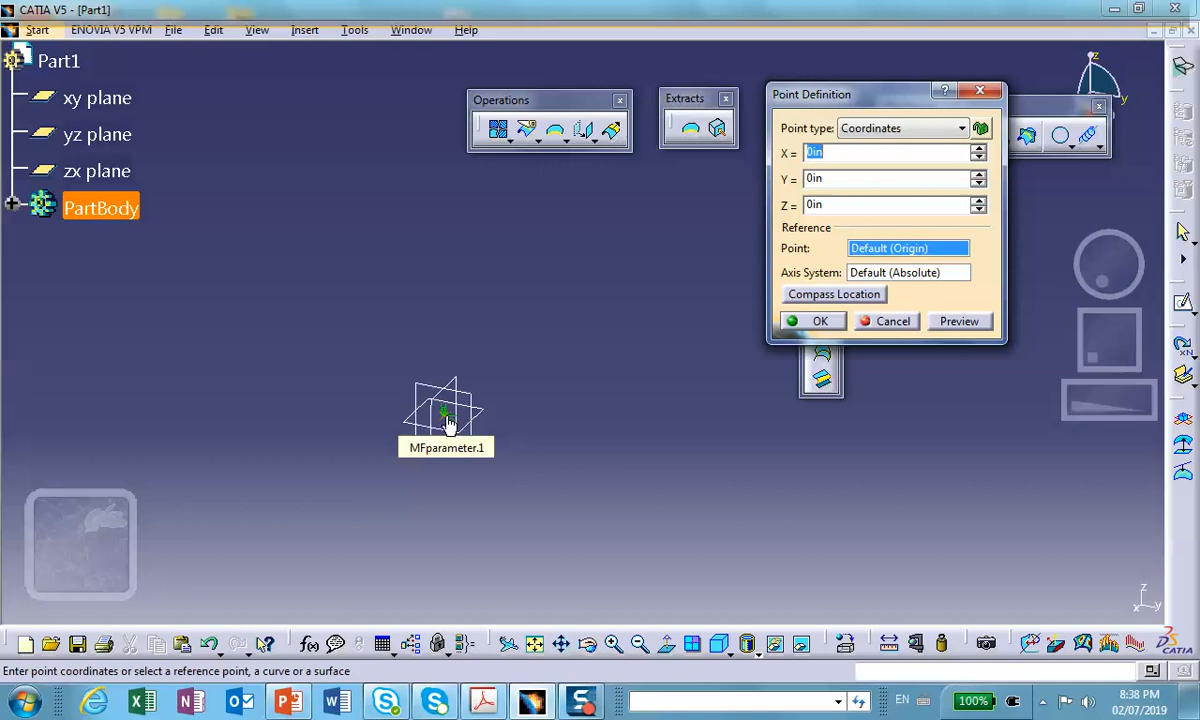 CATIA V5 - [Part1]
Start ENOVIA V5 VPM File Edit View Insert Tools Window Help
Part1
xy plane
yz plane
zx plane
PartBody
Operations
Extracts
Point Definition
Point type: Coordinates
X = 0in
Y = 0in
Z = 0in
Reference
Point: Default (Origin)
Axis System: Default (Absolute)
Compass Location
OK Cancel Preview
z
y
MFparameter.1
z
x y
CATIA
Enter point coordinates or select a reference point, a curve or a surface
EN 100% 8:38 PM
02/07/2019